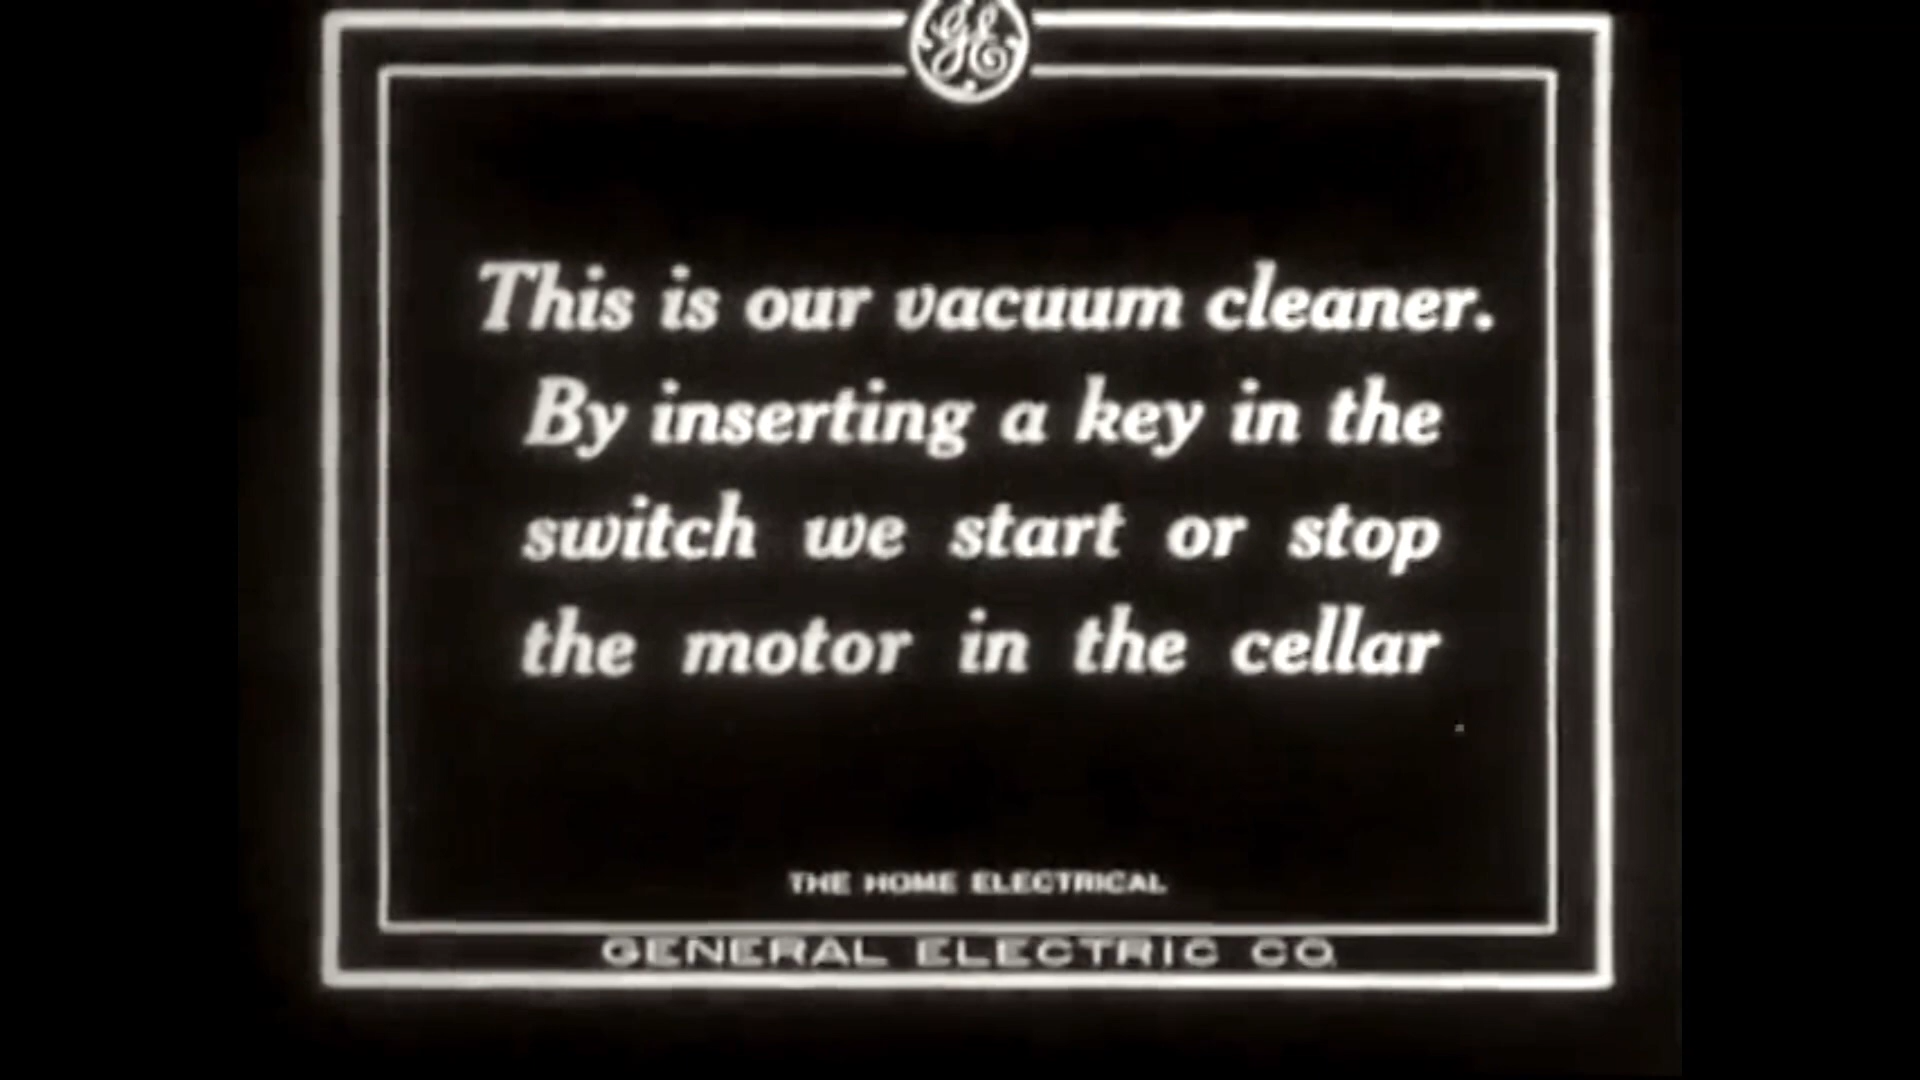 GE
This is our vacuum cleaner.
By inserting a key in the
switch we start or stop
the motor in the cellar
THE HOME ELECTRICAL
GENERAL ELECTRIC CO.